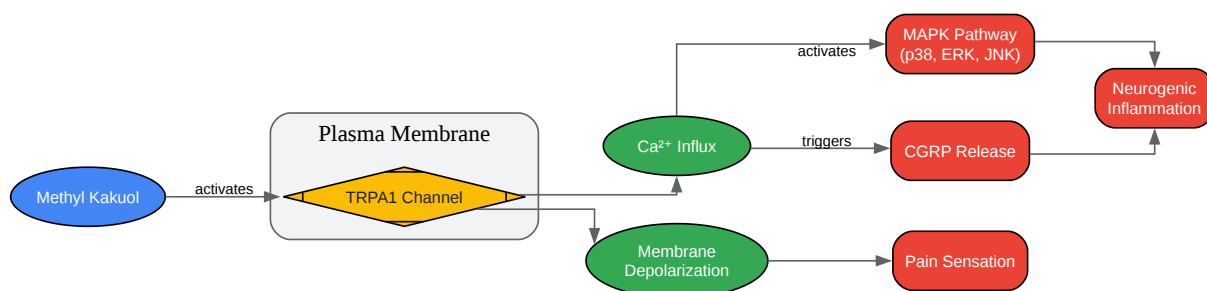 Methyl Kakuol
activates
Plasma Membrane
TRPA1 Channel
Ca²⁺ Influx
Membrane
Depolarization
activates
triggers
MAPK Pathway
(p38, ERK, JNK)
CGRP Release
Pain Sensation
Neurogenic
Inflammation